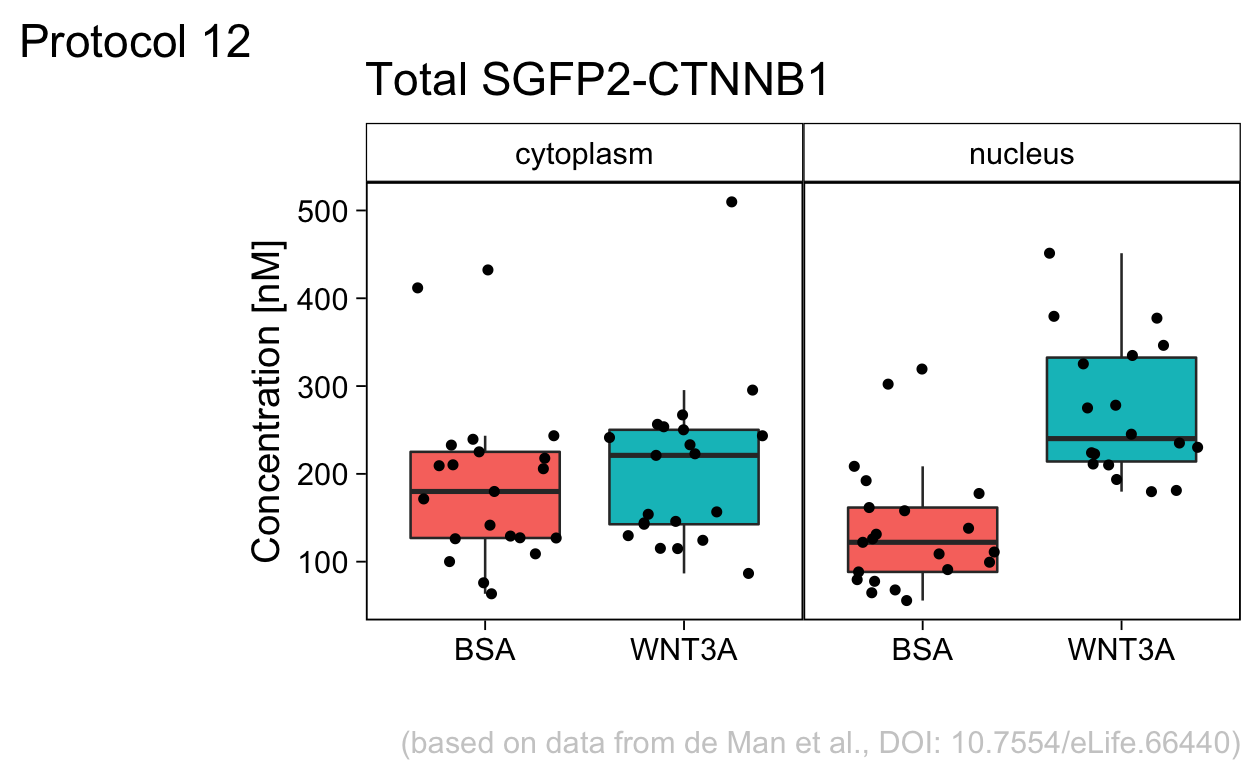 Protocol 12
Total SGFP2-CTNNB1
cytoplasm
nucleus
Concentration [nM]
500
400
300
200
100
BSA
WNT3A
BSA
WNT3A
(based on data from de Man et al., DOI: 10.7554/eLife.66440)